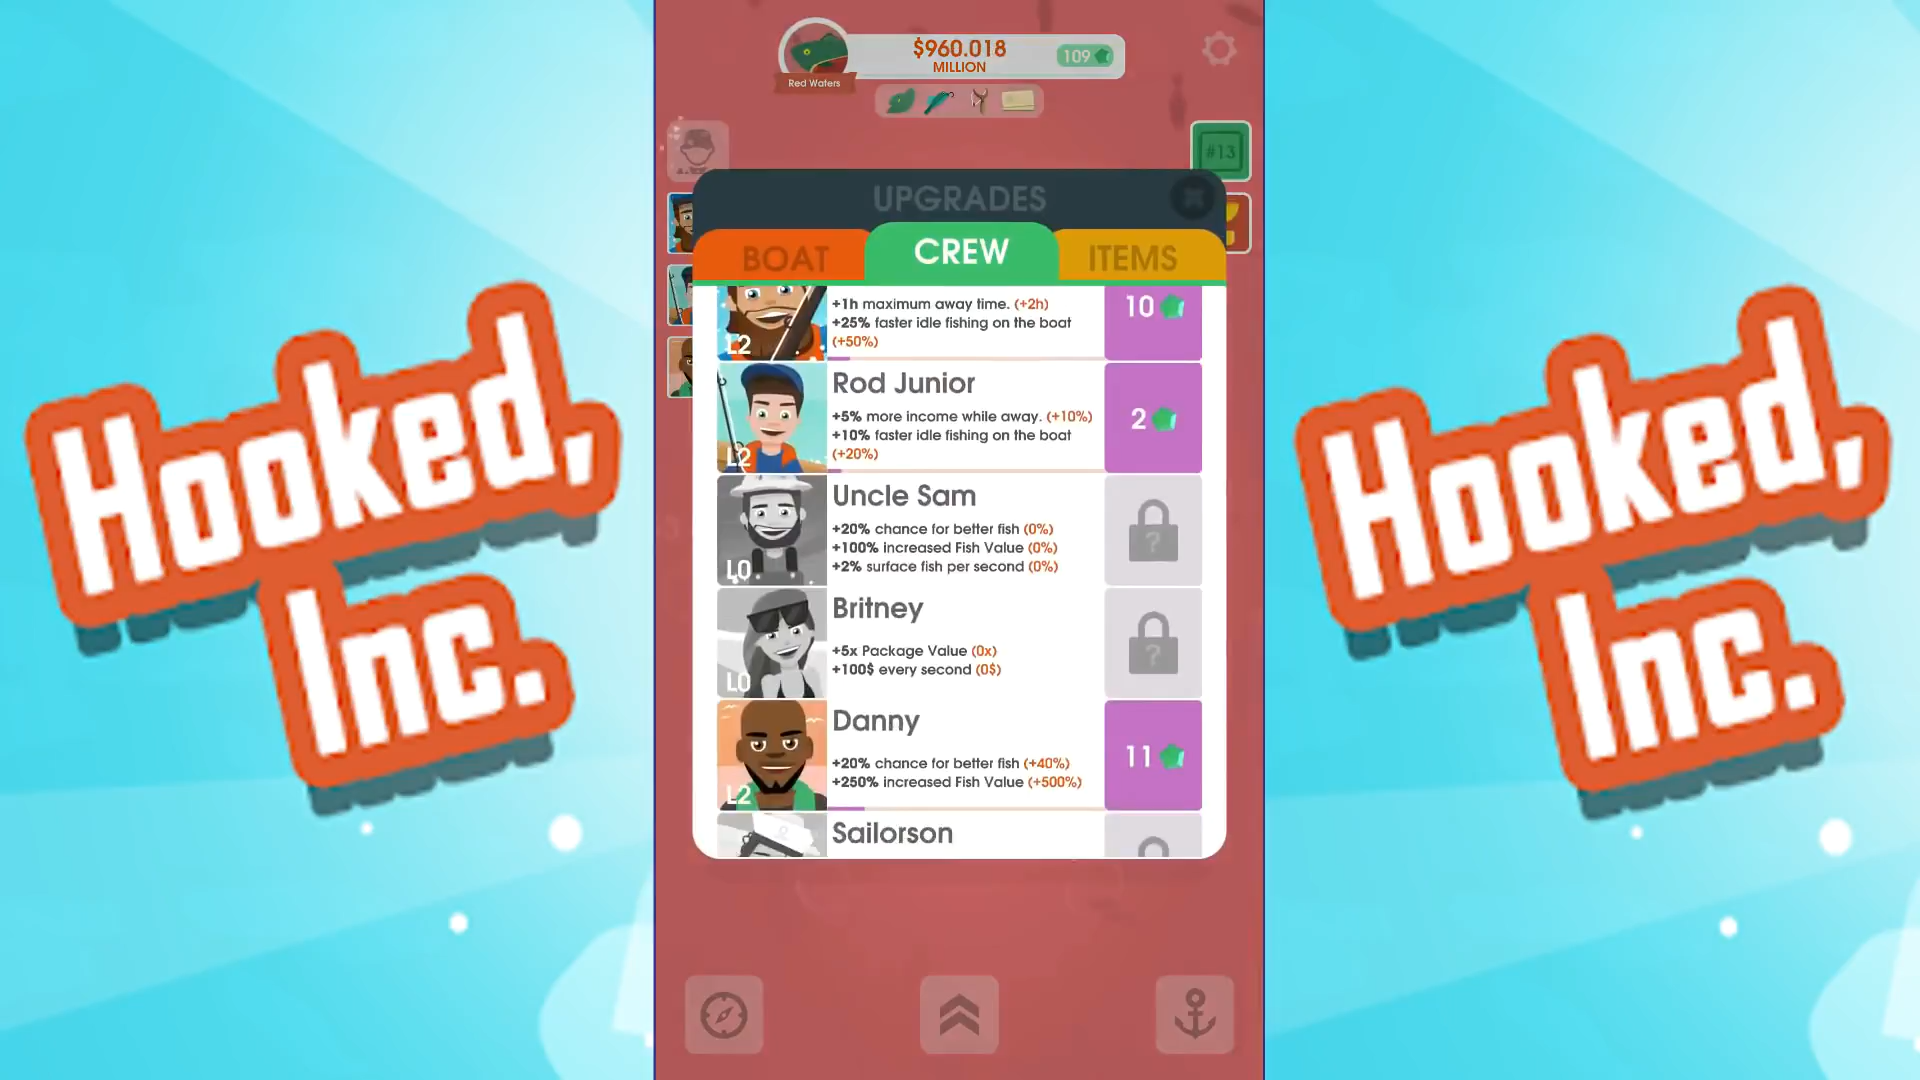 $960.018
MILLION
109
Red Waters
#13
UPGRADES
BOAT
CREW
ITEMS
+1h maximum away time. (+2h)
+25% faster idle fishing on the boat
(+50%)
L2
10
Rod Junior
+5% more income while away. (+10%)
+10% faster idle fishing on the boat
(+20%)
L2
2
Uncle Sam
+20% chance for better fish (0%)
+100% increased Fish Value (0%)
+2% surface fish per second (0%)
L0
?
Britney
+5x Package Value (0x)
+100$ every second (0$)
L0
?
Danny
+20% chance for better fish (+40%)
+250% increased Fish Value (+500%)
L2
11
Sailorson
Hooked,
Inc.
Hooked,
Inc.